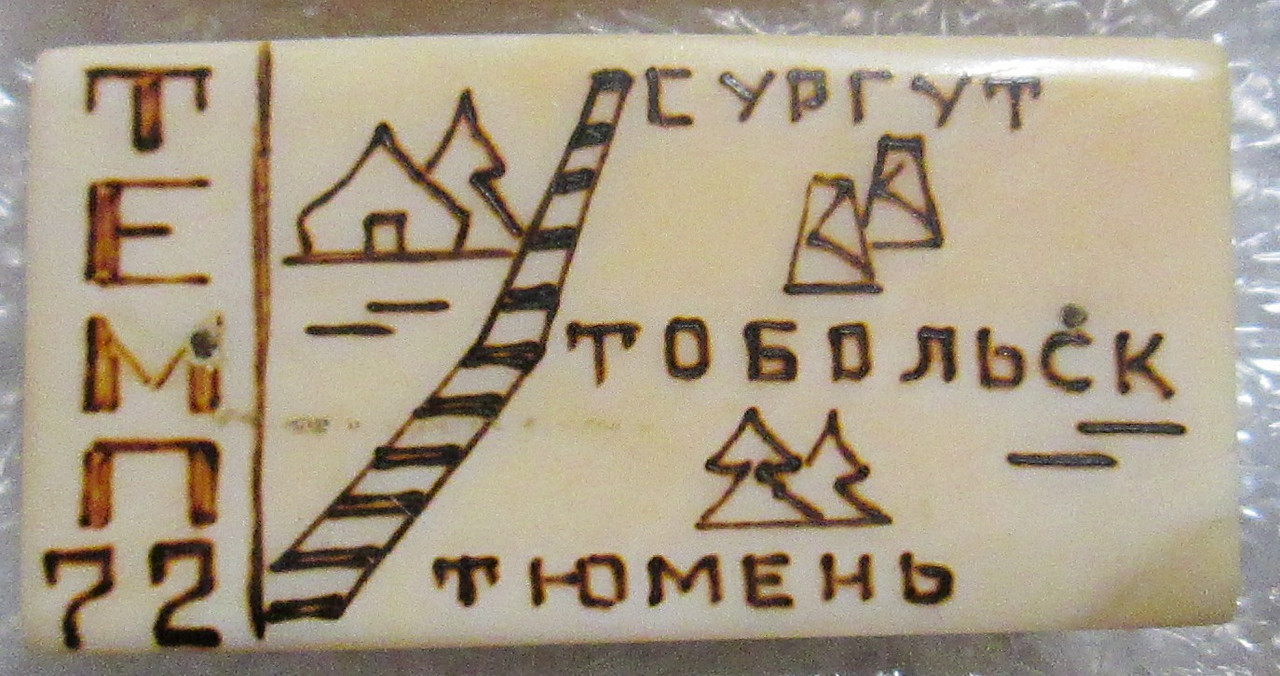 ТЕМП
72
СУРГУТ
ТОБОЛЬСК
ТЮМЕНЬ